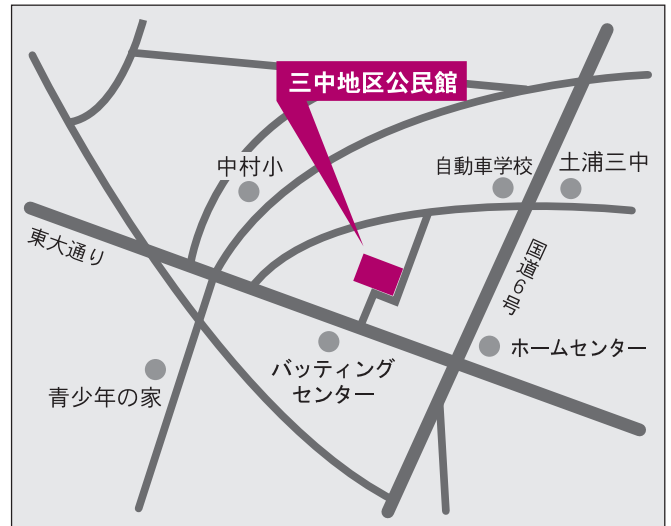 三中地区公民館
中村小
自動車学校
土浦三中
東大通り
国道6号
ホームセンター
バッティング
センター
青少年の家